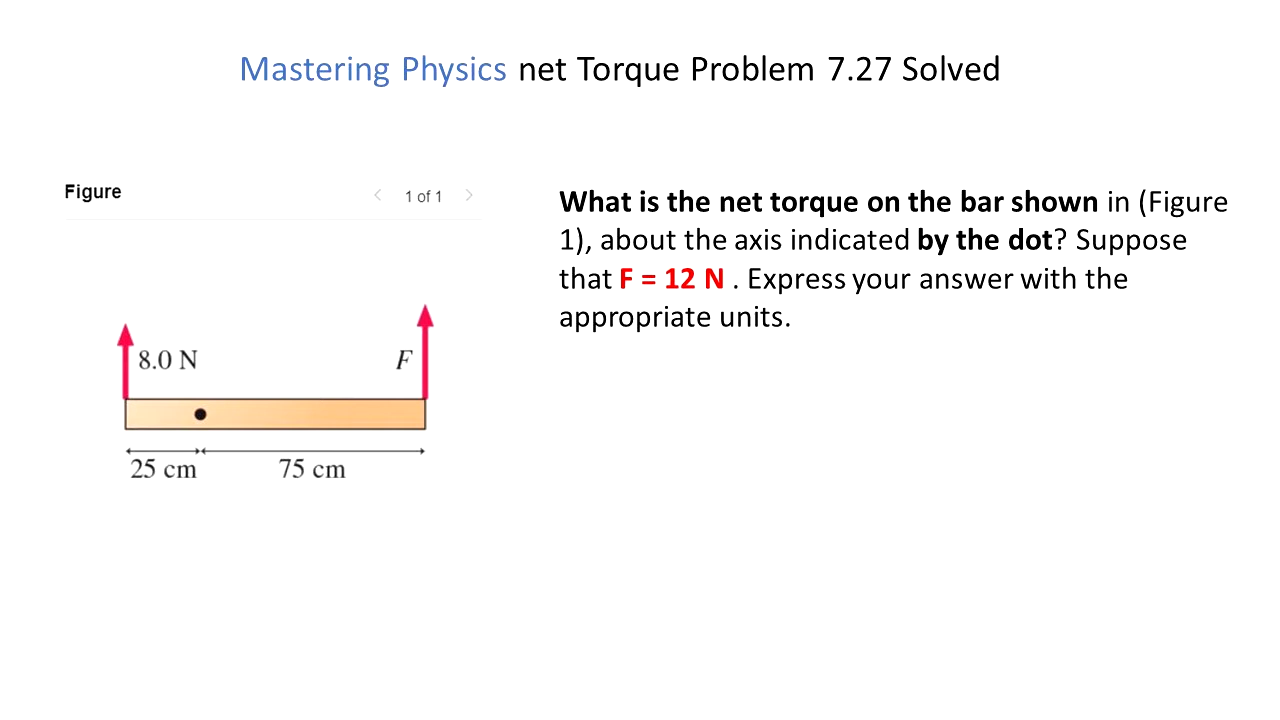 Mastering Physics net Torque Problem 7.27 Solved
Figure
1 of 1
What is the net torque on the bar shown in (Figure
1), about the axis indicated by the dot? Suppose
that F = 12 N . Express your answer with the
appropriate units.
8.0 N
F
25 cm
75 cm